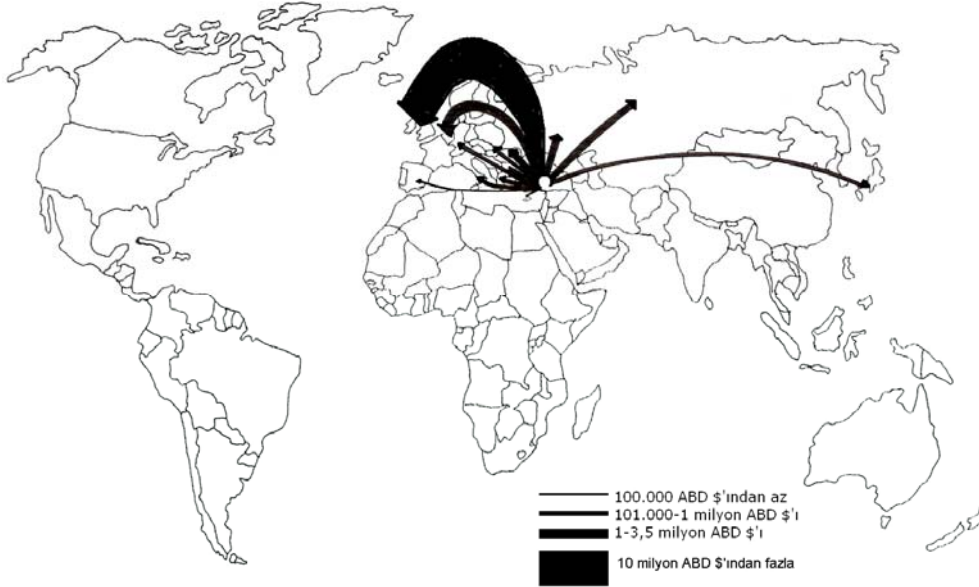 100.000 ABD $'ından az
101.000-1 milyon ABD $'ı
1-3,5 milyon ABD $'ı
10 milyon ABD $'ından fazla